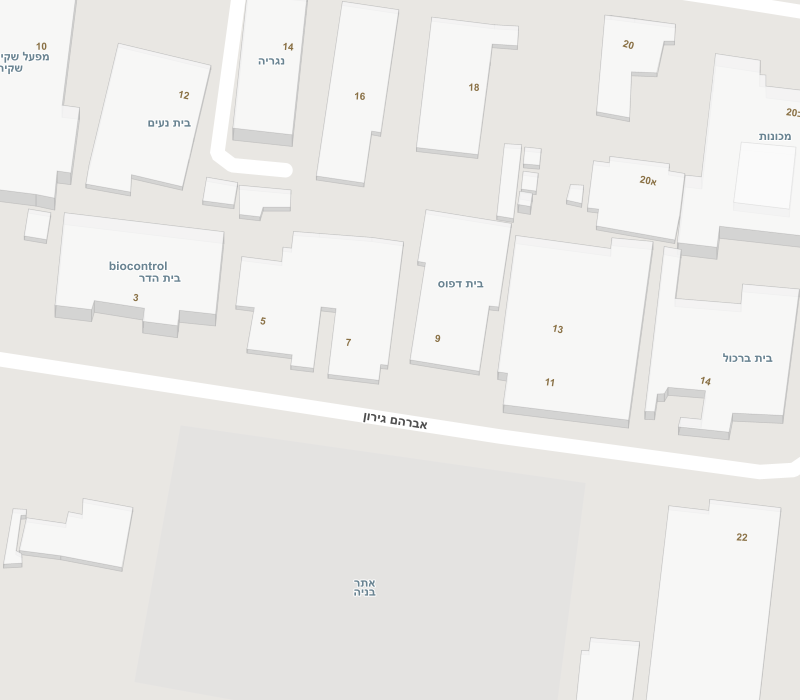 10
מפעל שקי
שקיו
12
בית נעים
14
נגריה
16
18
20
20ב
מכונות
20א
biocontrol
בית הדר
3
5
7
בית דפוס
9
13
11
בית ברכול
14
אברהם גירון
22
אתר
בניה